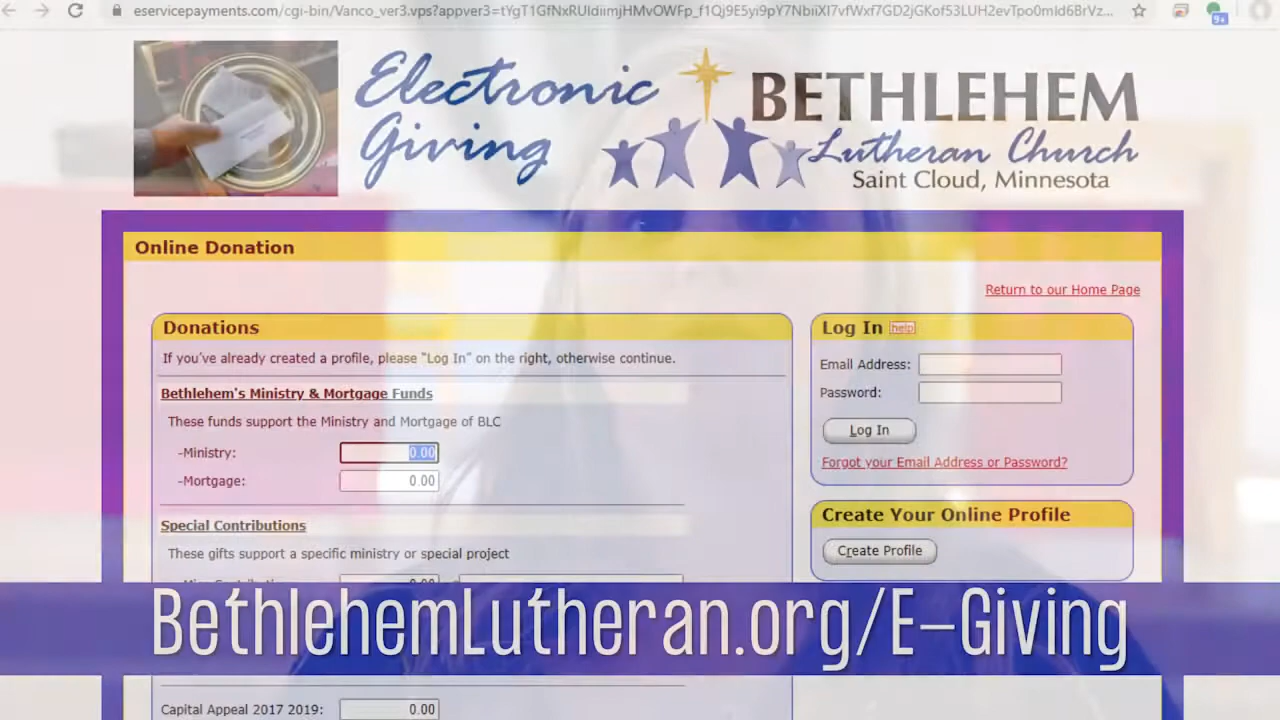 eservicepayments.com/cgi-bin/Vanco_ver3.vps?appver3=
Electronic
Giving
BETHLEHEM
Lutheran Church
Saint Cloud, Minnesota
Online Donation
Return to our Home Page
Donations
If you've already created a profile, please "Log In" on the right, otherwise continue.
Bethlehem's Ministry & Mortgage Funds
These funds support the Ministry and Mortgage of BLC
-Ministry: 0.00
-Mortgage: 0.00
Special Contributions
These gifts support a specific ministry or special project
0.00
Log In help
Email Address:
Password:
Log In
Forgot your Email Address or Password?
Create Your Online Profile
Create Profile
BethlehemLutheran.org/E-Giving
Capital Appeal 2017 2019: 0.00
9+